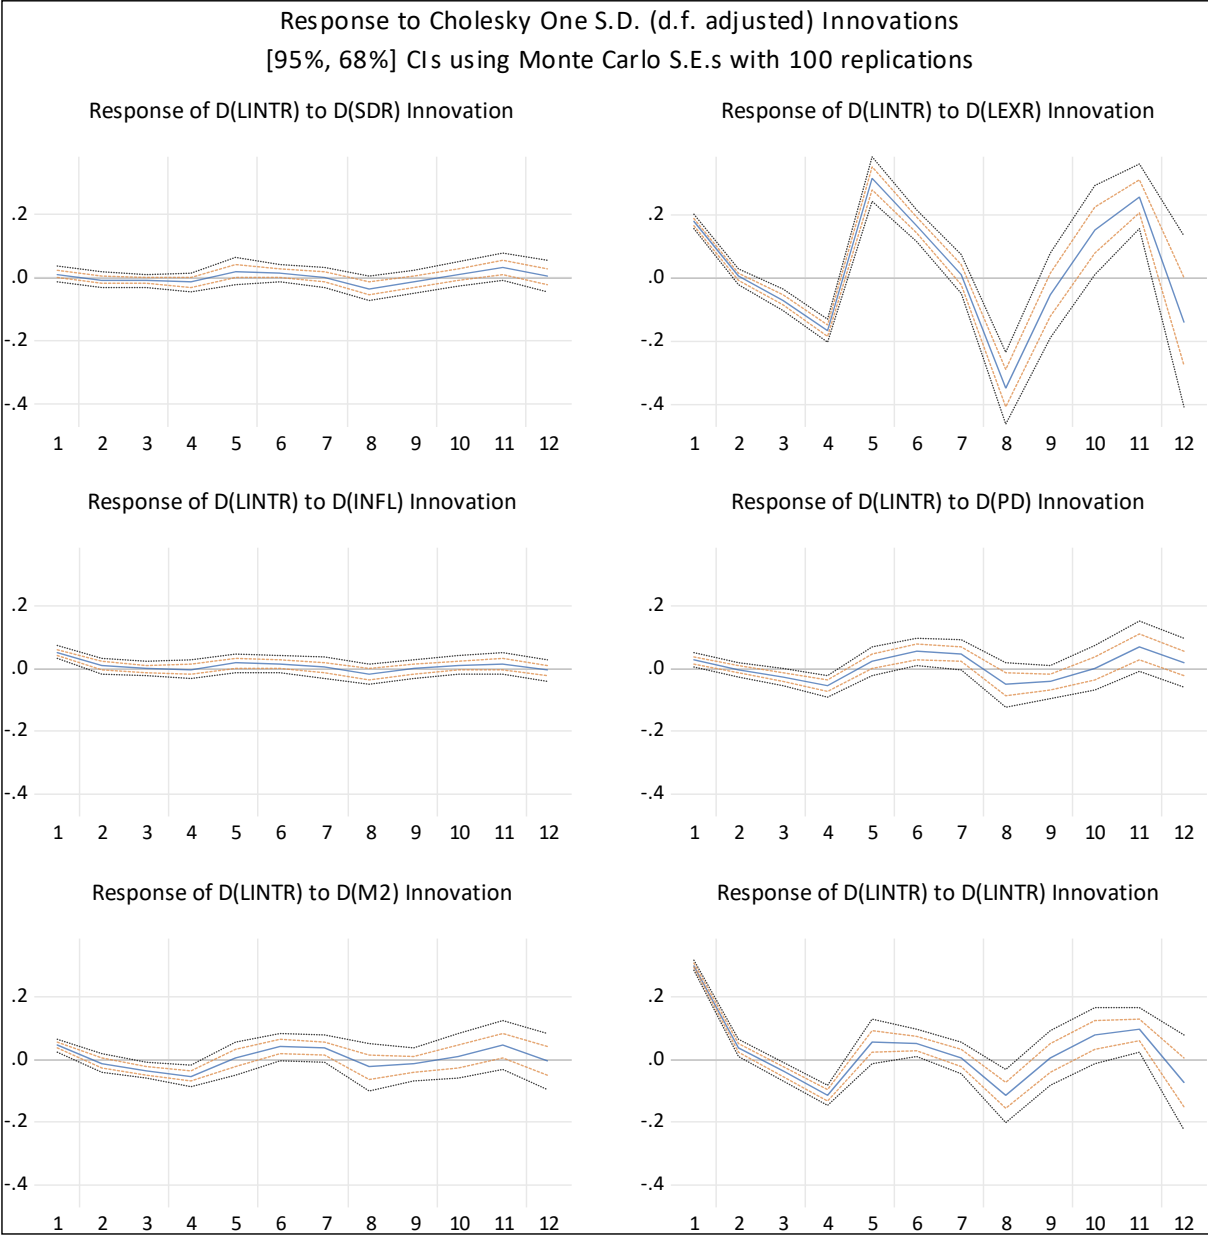 Response to Cholesky One S.D. (d.f. adjusted) Innovations
[95%, 68%] CIs using Monte Carlo S.E.s with 100 replications
Response of D(LINTR) to D(SDR) Innovation
.2
.0
-.2
-.4
1 2 3 4 5 6 7 8 9 10 11 12
Response of D(LINTR) to D(LEXR) Innovation
.2
.0
-.2
-.4
1 2 3 4 5 6 7 8 9 10 11 12
Response of D(LINTR) to D(INFL) Innovation
.2
.0
-.2
-.4
1 2 3 4 5 6 7 8 9 10 11 12
Response of D(LINTR) to D(PD) Innovation
.2
.0
-.2
-.4
1 2 3 4 5 6 7 8 9 10 11 12
Response of D(LINTR) to D(M2) Innovation
.2
.0
-.2
-.4
1 2 3 4 5 6 7 8 9 10 11 12
Response of D(LINTR) to D(LINTR) Innovation
.2
.0
-.2
-.4
1 2 3 4 5 6 7 8 9 10 11 12